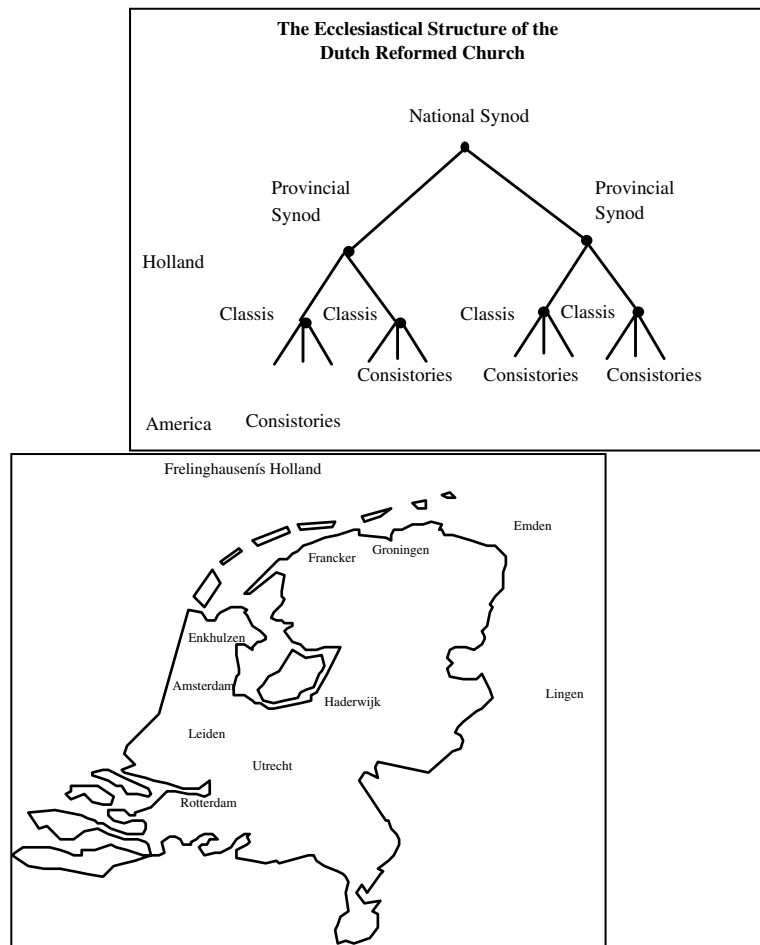 The Ecclesiastical Structure of the
Dutch Reformed Church
National Synod
Provincial
Synod
Provincial
Synod
Holland
Classis
Classis
Classis
Classis
Consistories
Consistories
Consistories
America
Consistories
Frelinghausenís Holland
Emden
Groningen
Francker
Enkhulzen
Amsterdam
Haderwijk
Lingen
Leiden
Utrecht
Rotterdam